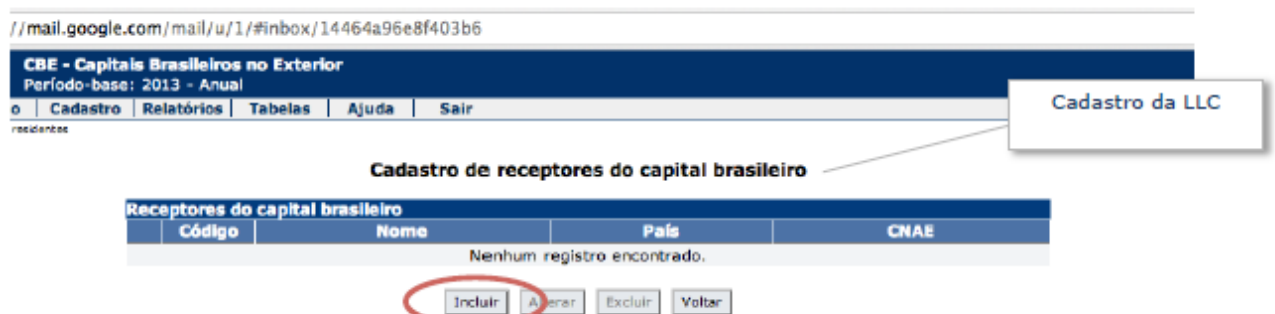 //mail.google.com/mail/u/1/#inbox/14464a96e8f403b6
CBE - Capitais Brasileiros no Exterior
Período-base: 2013 - Anual
o | Cadastro | Relatórios | Tabelas | Ajuda | Sair
residentes
Cadastro da LLC
Cadastro de receptores do capital brasileiro
Receptores do capital brasileiro
Código Nome País CNAE
Nenhum registro encontrado.
Incluir Alterar Excluir Voltar